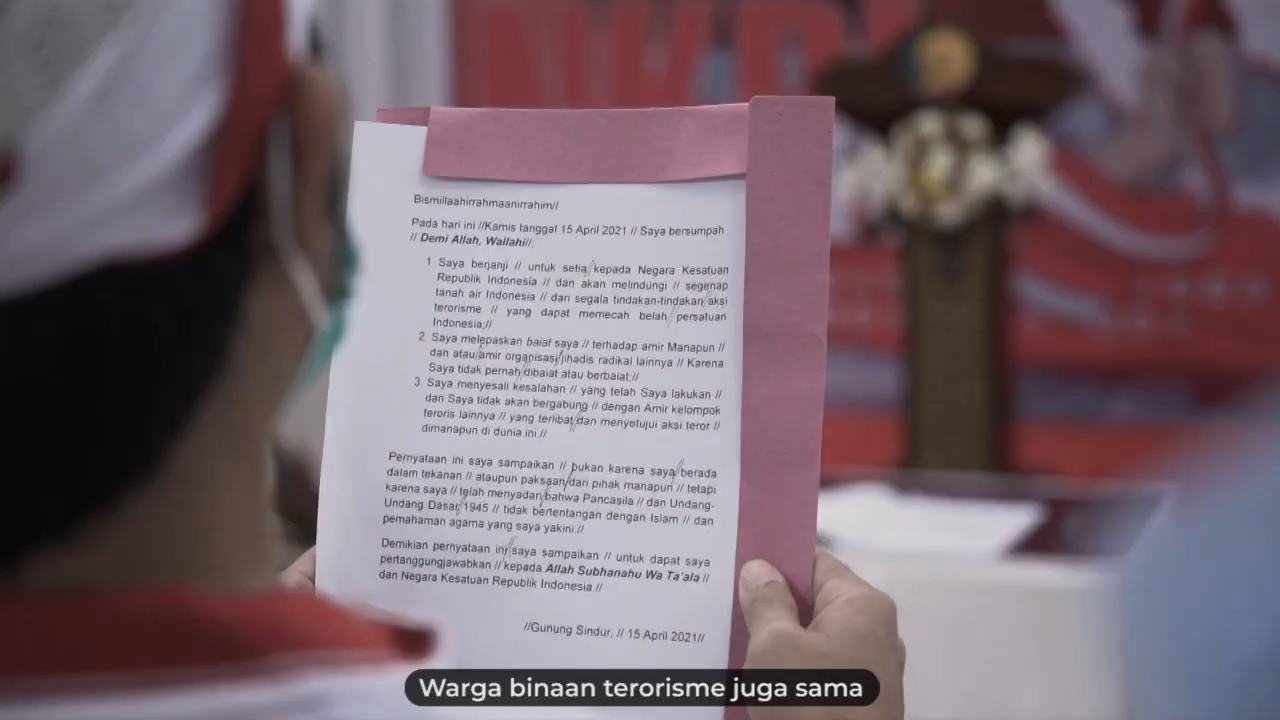 NKRI
Bismillaahirrahmaanirrahim//
Pada hari ini //Kamis tanggal 15 April 2021 // Saya bersumpah
// Demi Allah, Wallahi//;
1 Saya berjanji // untuk setia kepada Negara Kesatuan
Republik Indonesia // dan akan melindungi // segenap
tanah air Indonesia // dari segala tindakan-tindakan aksi
terorisme // yang dapat memecah belah persatuan
Indonesia;//
2. Saya melepaskan baiat saya // terhadap amir Manapun //
dan atau amir organisasi jihadis radikal lainnya // Karena
Saya tidak pernah dibaiat atau berbaiat;//
3. Saya menyesali kesalahan // yang telah Saya lakukan //
dan Saya tidak akan bergabung // dengan Amir kelompok
teroris lainnya // yang terlibat dan menyetujui aksi teror //
dimanapun di dunia ini.//
Pernyataan ini saya sampaikan // bukan karena saya berada
dalam tekanan // ataupun paksaan dari pihak manapun // tetapi
karena saya // telah menyadari bahwa Pancasila // dan Undang-
Undang Dasar 1945 // tidak bertentangan dengan Islam // dan
pemahaman agama yang saya yakini.//
Demikian pernyataan ini saya sampaikan // untuk dapat saya
pertanggungjawabkan // kepada Allah Subhanahu Wa Ta'ala //
dan Negara Kesatuan Republik Indonesia.//
//Gunung Sindur, // 15 April 2021//
Warga binaan terorisme juga sama